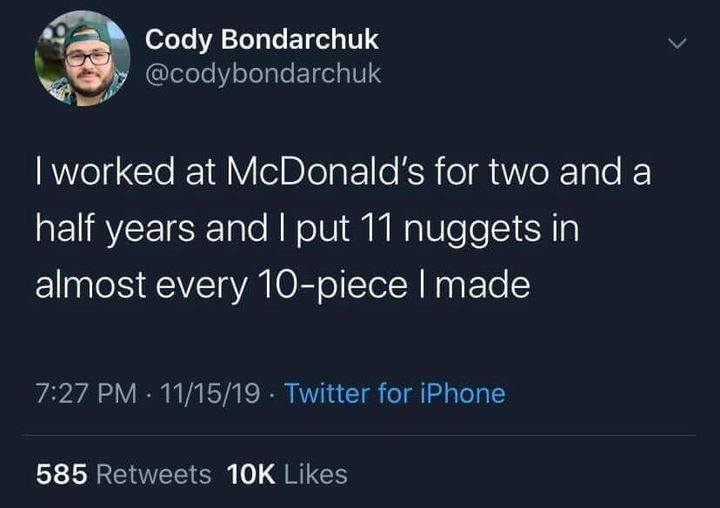 Cody Bondarchuk
@codybondarchuk
I worked at McDonald's for two and a
half years and I put 11 nuggets in
almost every 10-piece I made
7:27 PM · 11/15/19 · Twitter for iPhone
585 Retweets 10K Likes